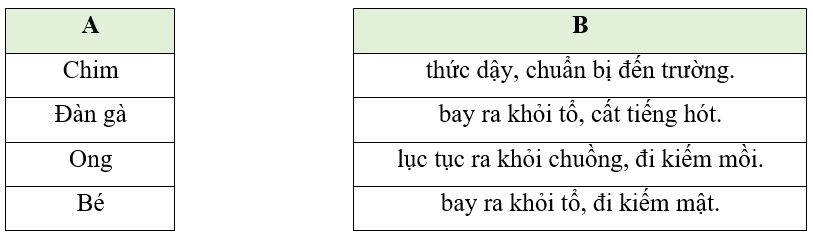 A B
Chim thức dậy, chuẩn bị đến trường.
Đàn gà bay ra khỏi tổ, cất tiếng hót.
Ong lục tục ra khỏi chuồng, đi kiếm mồi.
Bé bay ra khỏi tổ, đi kiếm mật.